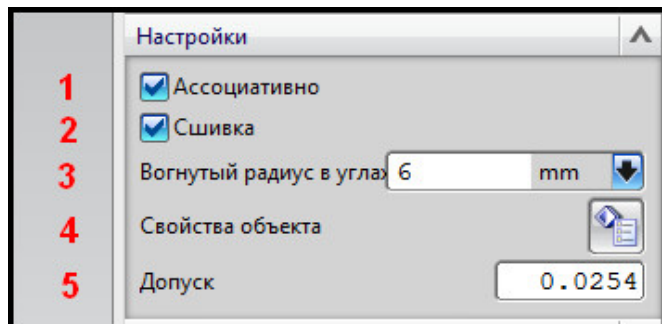 Настройки
1 Ассоциативно
2 Сшивка
3 Вогнутый радиус в углах 6 mm
4 Свойства объекта
5 Допуск 0.0254